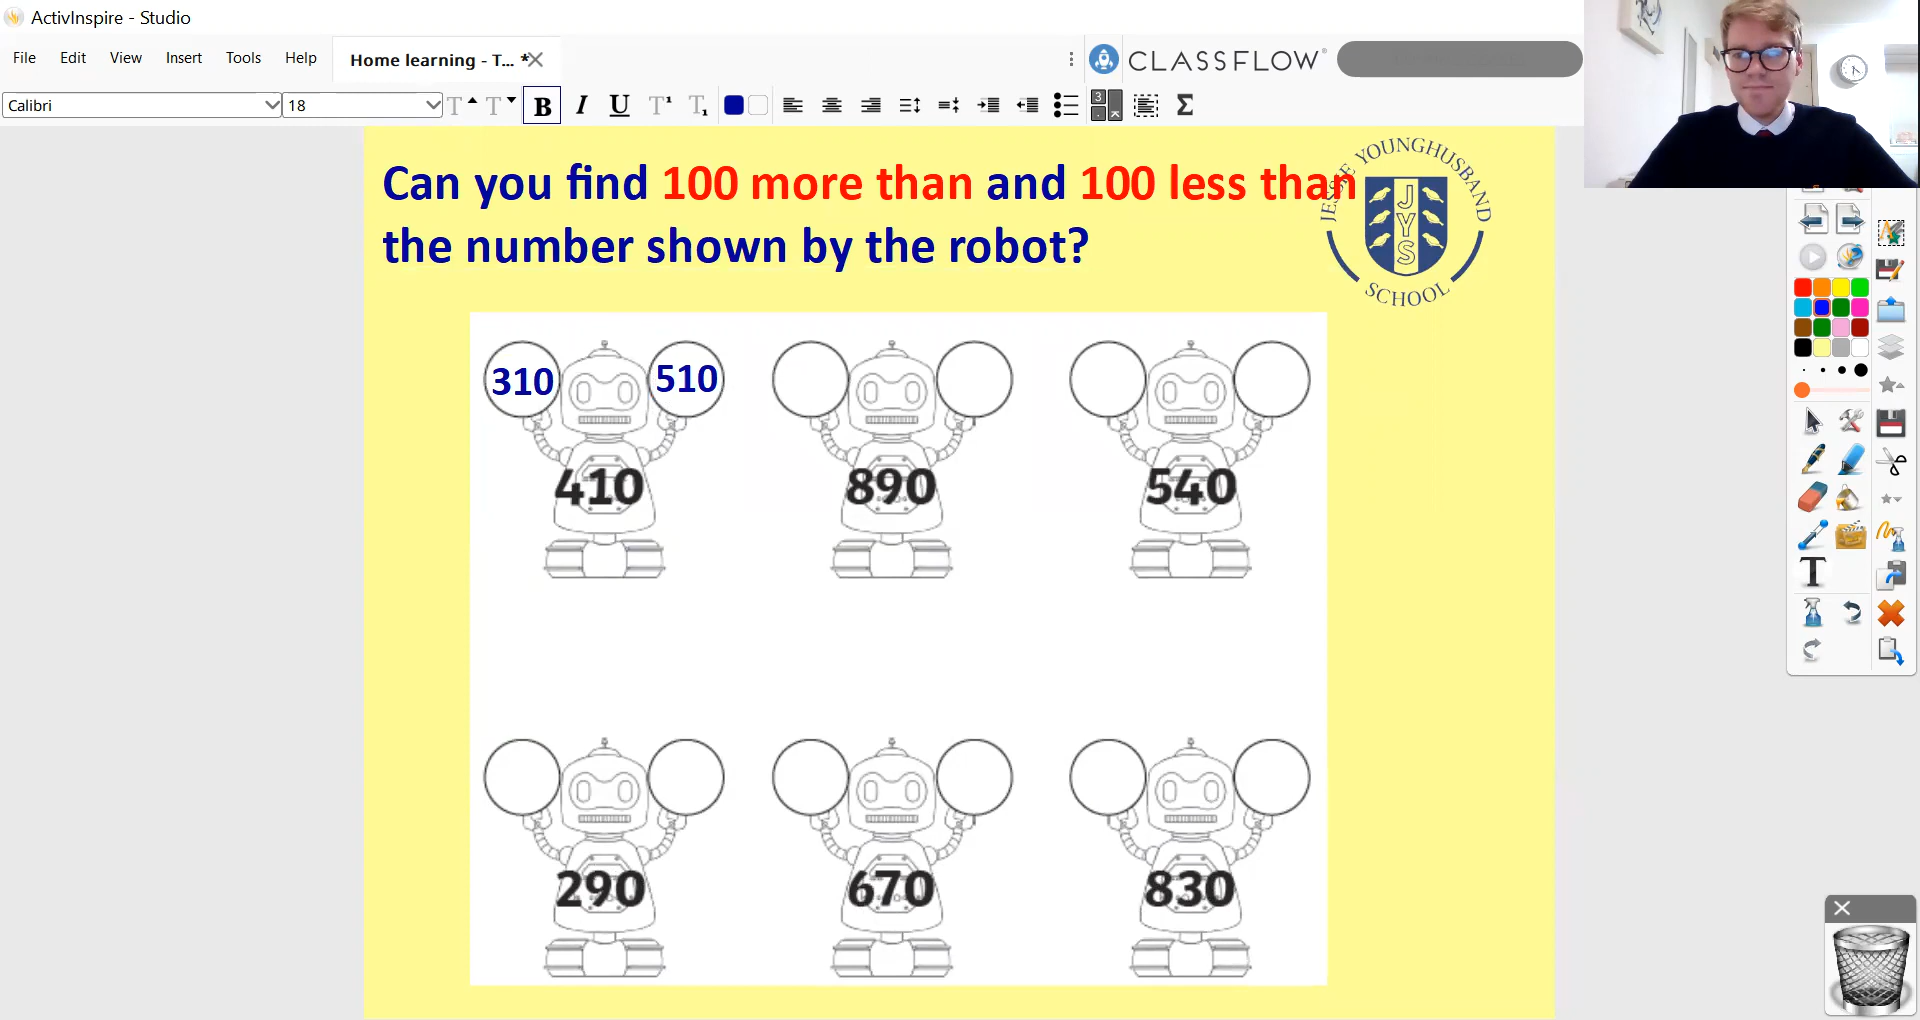 ActivInspire - Studio
File Edit View Insert Tools Help Home learning - T... *
CLASSFLOW
Calibri 18
Can you find 100 more than and 100 less than
the number shown by the robot?
JESSIE YOUNGHUSBAND
JYS
SCHOOL
310 510
410 890 540
290 670 830